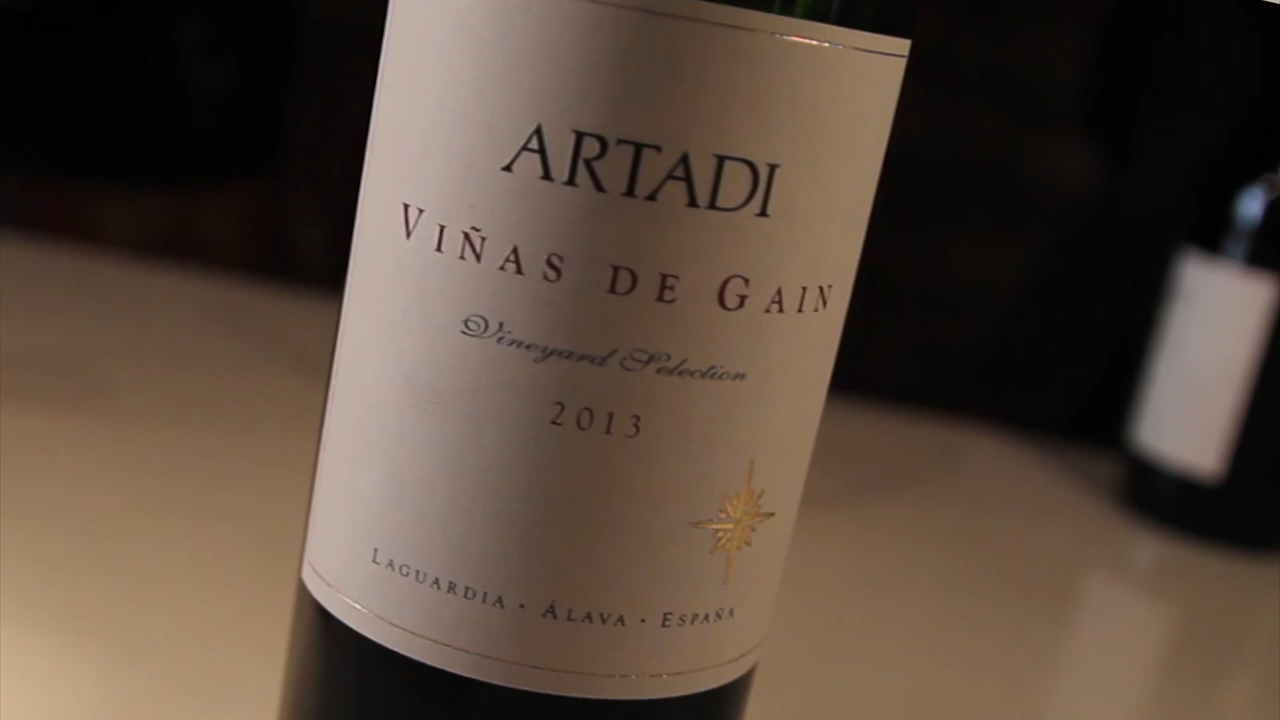 ARTADI
VIÑAS DE GAIN
Vineyard Selection
2013
LAGUARDIA · ÁLAVA · ESPAÑA